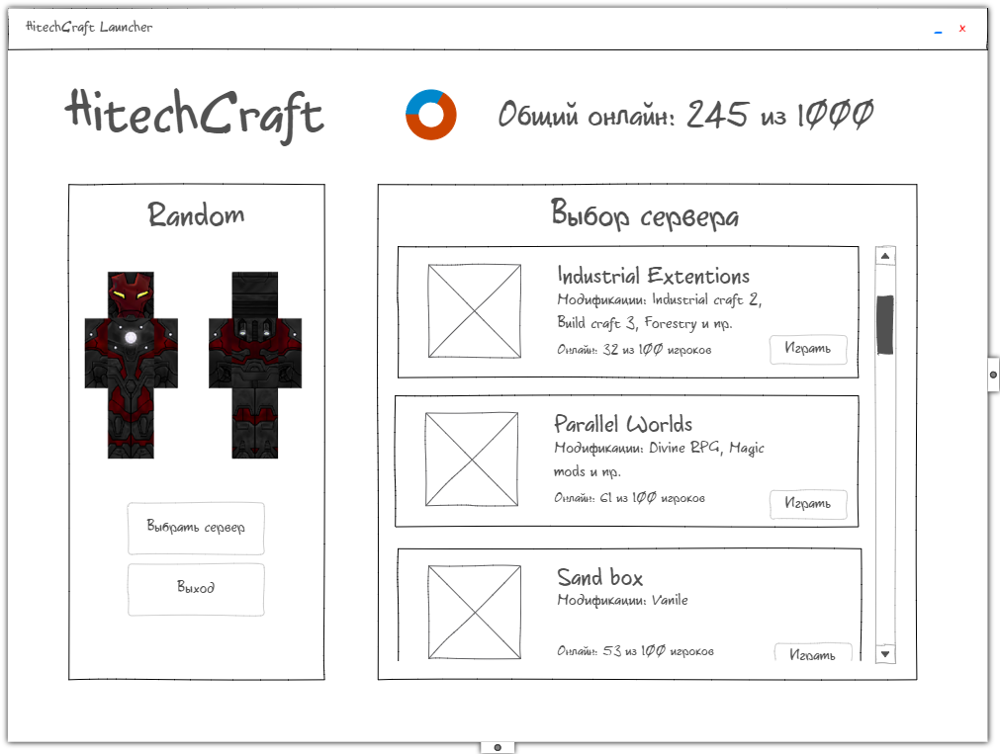 HitechCraft Launcher
x
HitechCraft
Общий онлайн: 245 из 1000
Random
Выбрать сервер
Выход
Выбор сервера
Industrial Extentions
Модификации: Industrial craft 2,
Build craft 3, Forestry и пр.
Онлайн: 32 из 100 игроков
Играть
Parallel Worlds
Модификации: Divine RPG, Magic
mods и пр.
Онлайн: 61 из 100 игроков
Играть
Sand box
Модификации: Vanile
Онлайн: 53 из 100 игроков
Играть